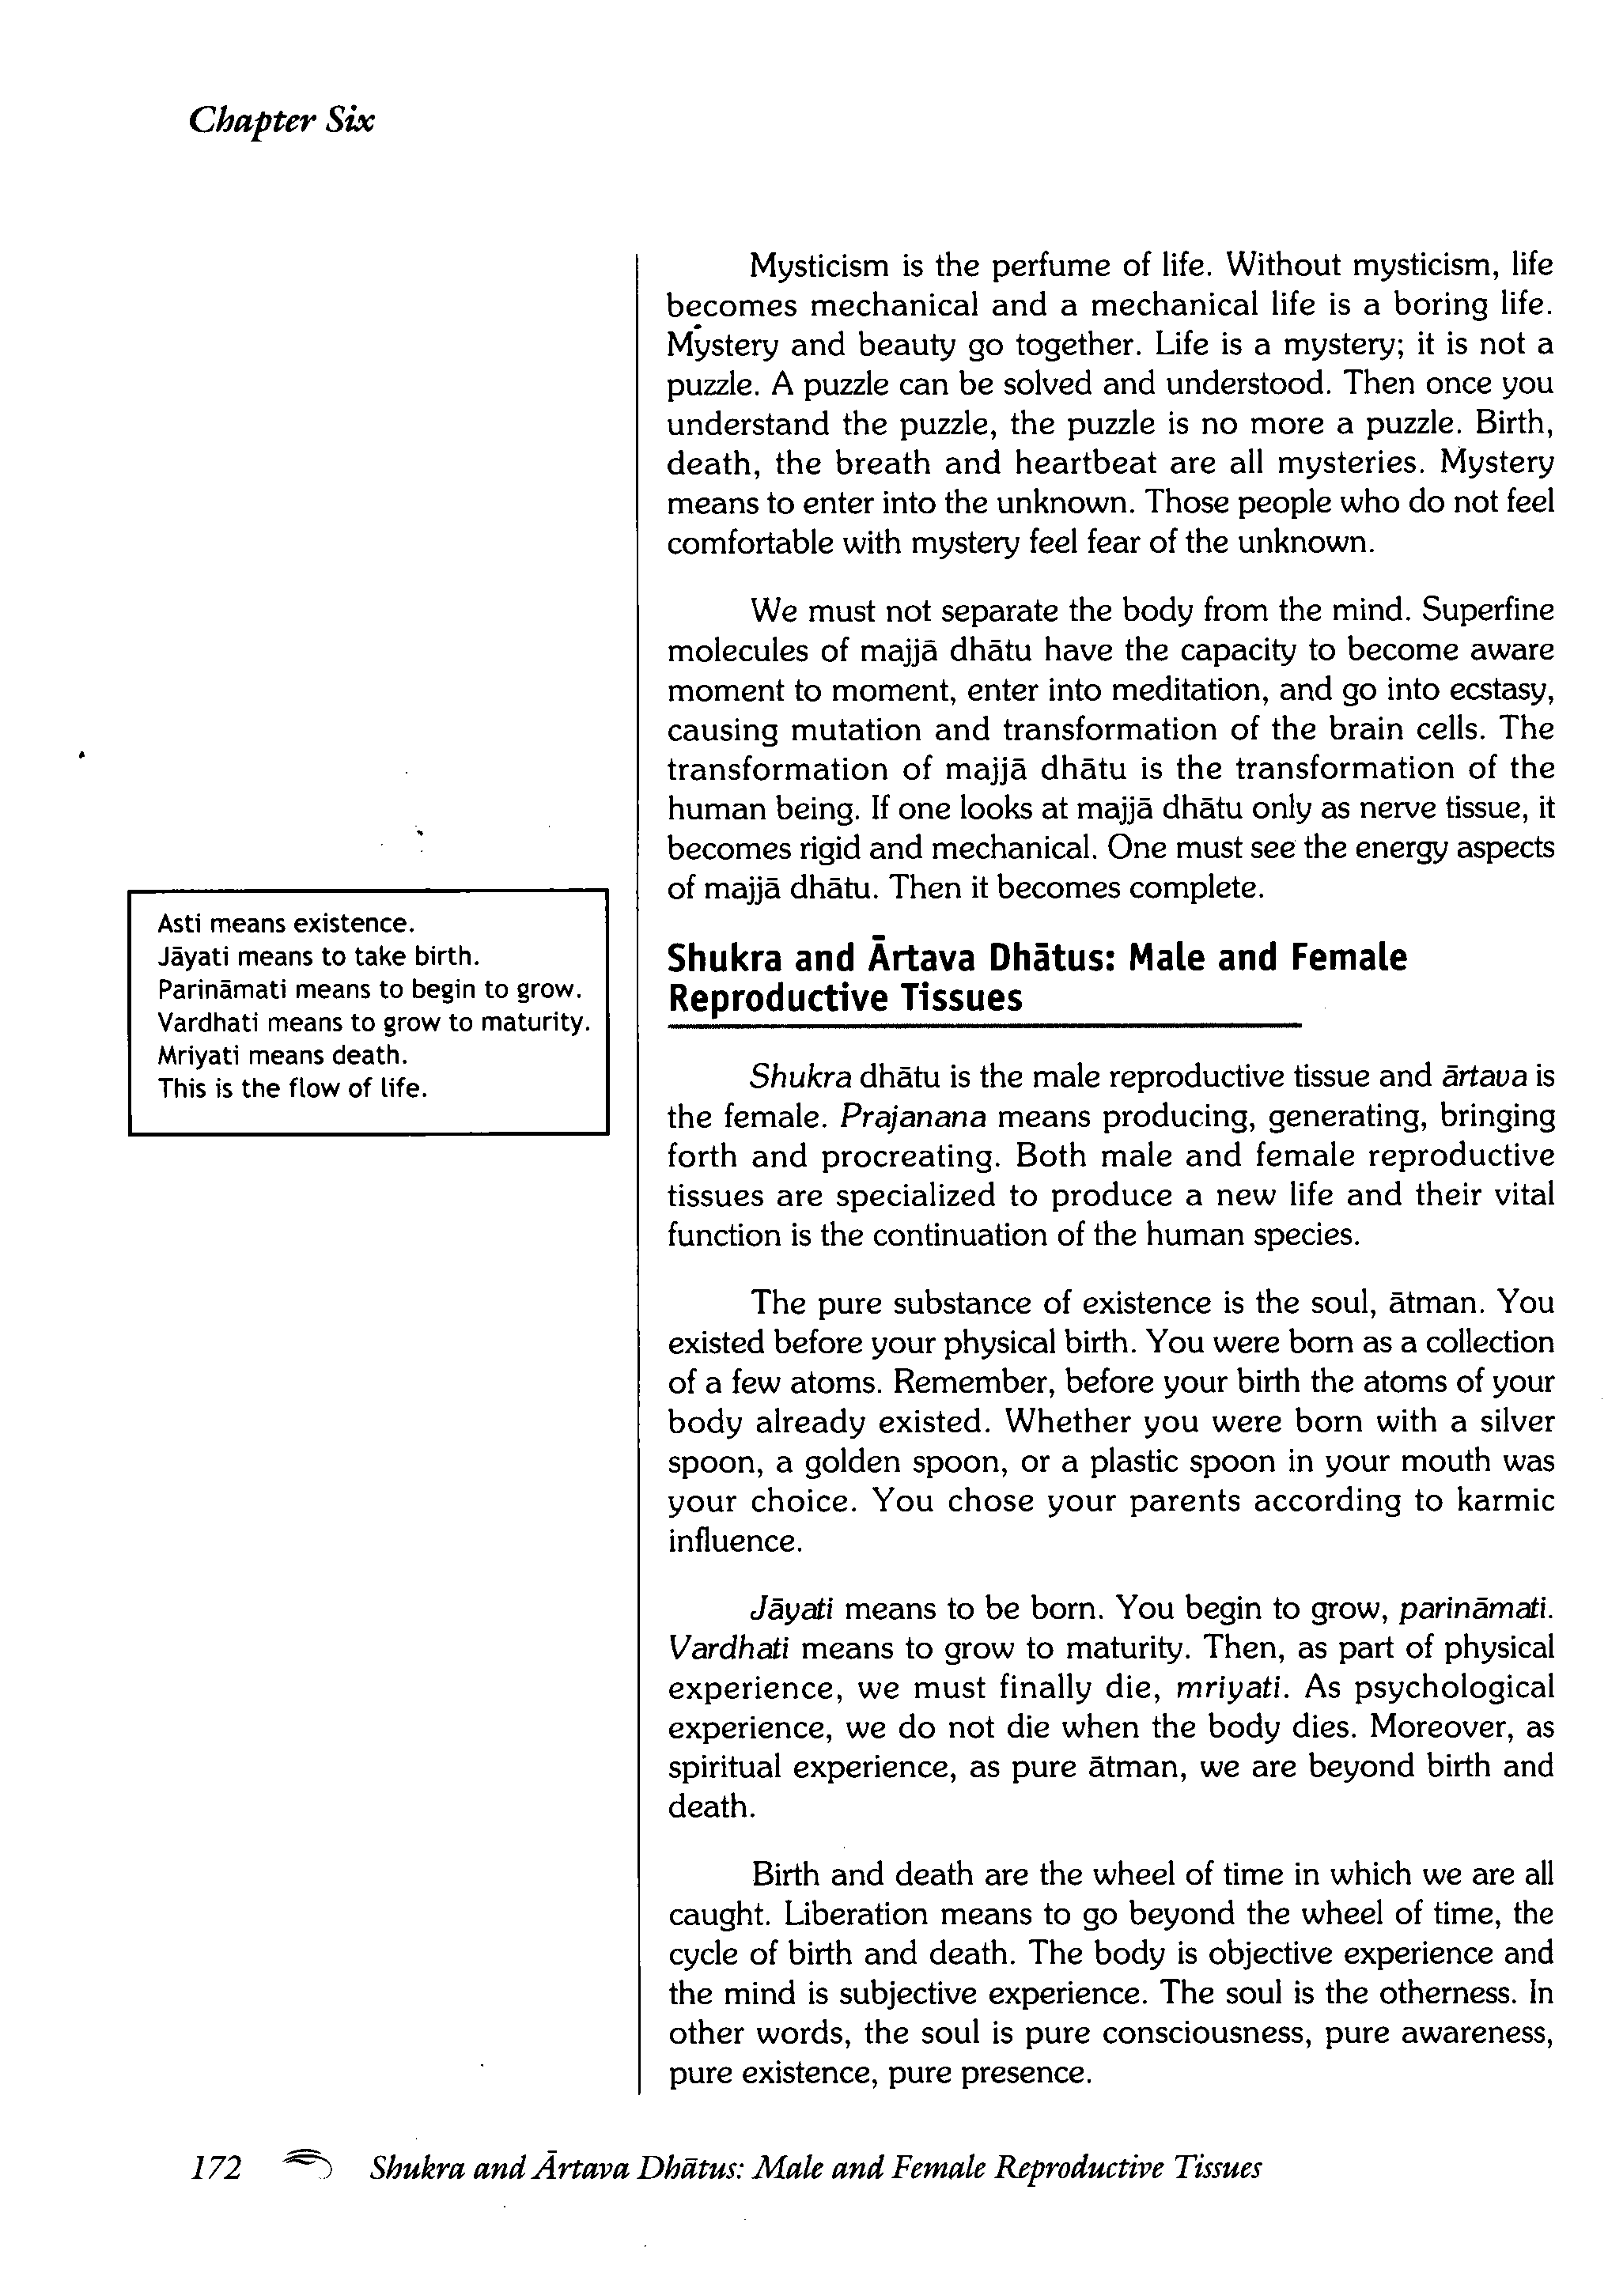 Chapter Six
Mysticism is the perfume of life. Without mysticism, life
becomes mechanical and a mechanical life is a boring life.
Mystery and beauty go together. Life is a mystery; it is not a
puzzle. A puzzle can be solved and understood. Then once you
understand the puzzle, the puzzle is no more a puzzle. Birth,
death, the breath and heartbeat are all mysteries. Mystery
means to enter into the unknown. Those people who do not feel
comfortable with mystery feel fear of the unknown.
We must not separate the body from the mind. Superfine
molecules of majjā dhātu have the capacity to become aware
moment to moment, enter into meditation, and go into ecstasy,
causing mutation and transformation of the brain cells. The
transformation of majjā dhātu is the transformation of the
human being. If one looks at majjā dhātu only as nerve tissue, it
becomes rigid and mechanical. One must see the energy aspects
of majjā dhātu. Then it becomes complete.
Asti means existence.
Jāyati means to take birth.
Parināmati means to begin to grow.
Vardhati means to grow to maturity.
Mriyati means death.
This is the flow of life.
Shukra and Ārtava Dhātus: Male and Female
Reproductive Tissues
Shukra dhātu is the male reproductive tissue and ārtava is
the female. Prajanana means producing, generating, bringing
forth and procreating. Both male and female reproductive
tissues are specialized to produce a new life and their vital
function is the continuation of the human species.
The pure substance of existence is the soul, ātman. You
existed before your physical birth. You were born as a collection
of a few atoms. Remember, before your birth the atoms of your
body already existed. Whether you were born with a silver
spoon, a golden spoon, or a plastic spoon in your mouth was
your choice. You chose your parents according to karmic
influence.
Jāyati means to be born. You begin to grow, parināmati.
Vardhati means to grow to maturity. Then, as part of physical
experience, we must finally die, mriyati. As psychological
experience, we do not die when the body dies. Moreover, as
spiritual experience, as pure ātman, we are beyond birth and
death.
Birth and death are the wheel of time in which we are all
caught. Liberation means to go beyond the wheel of time, the
cycle of birth and death. The body is objective experience and
the mind is subjective experience. The soul is the otherness. In
other words, the soul is pure consciousness, pure awareness,
pure existence, pure presence.
172 Shukra and Ārtava Dhātus: Male and Female Reproductive Tissues